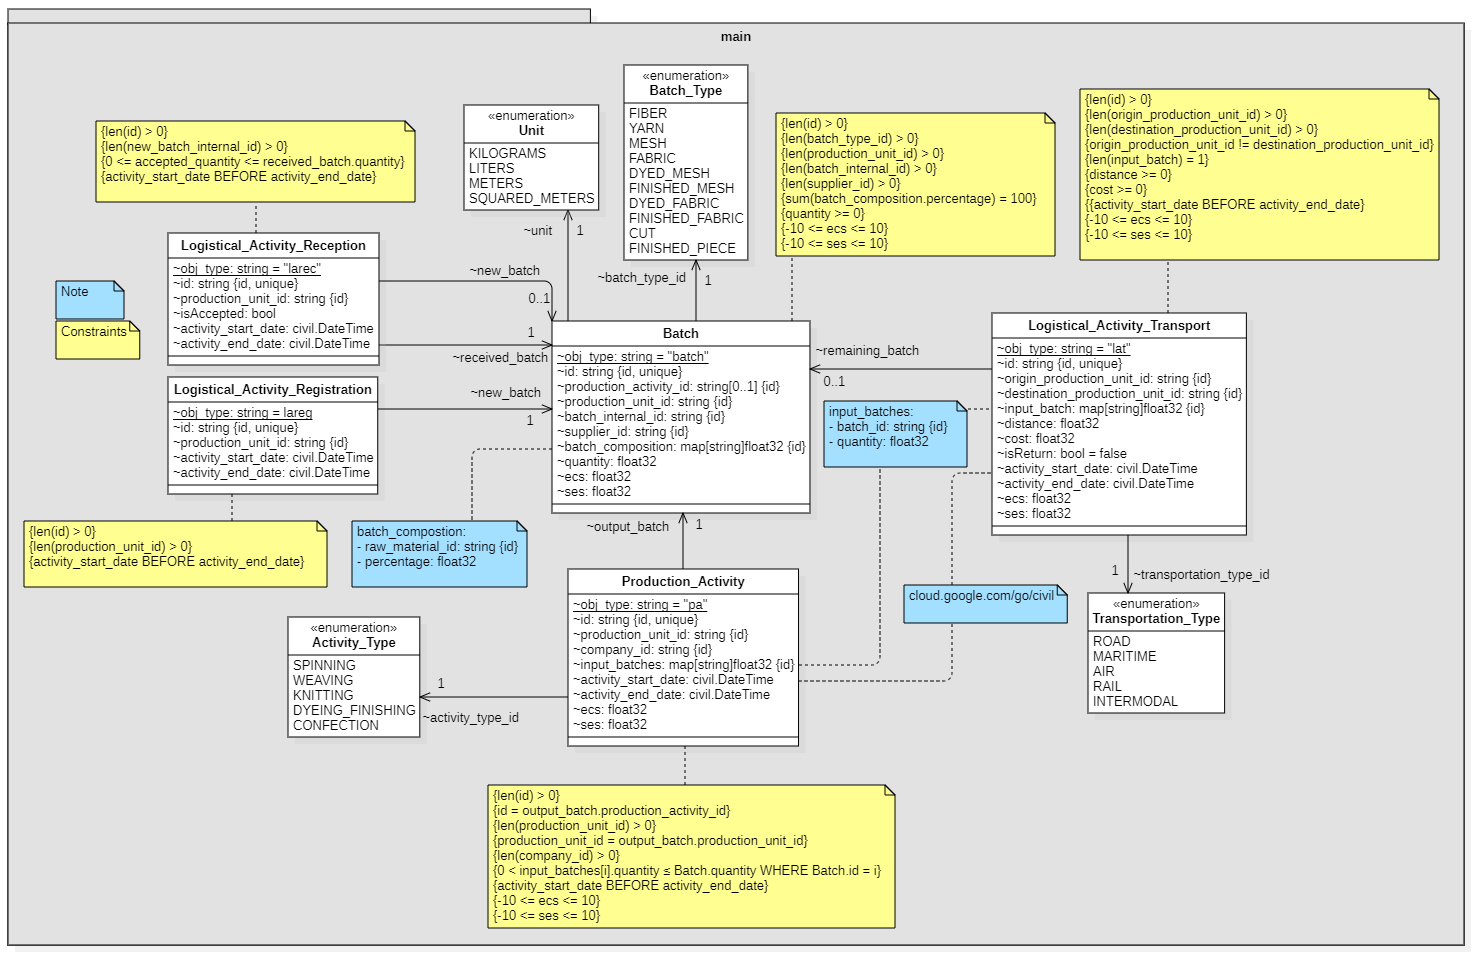 main
«enumeration»
Batch_Type
FIBER
YARN
MESH
FABRIC
DYED_MESH
FINISHED_MESH
DYED_FABRIC
FINISHED_FABRIC
CUT
FINISHED_PIECE
«enumeration»
Unit
KILOGRAMS
LITERS
METERS
SQUARED_METERS
{len(id) > 0}
{len(new_batch_internal_id) > 0}
{0 <= accepted_quantity <= received_batch.quantity}
{activity_start_date BEFORE activity_end_date}
{len(id) > 0}
{len(batch_type_id) > 0}
{len(production_unit_id) > 0}
{len(batch_internal_id) > 0}
{len(supplier_id) > 0}
{sum(batch_composition.percentage) = 100}
{quantity >= 0}
{-10 <= ecs <= 10}
{-10 <= ses <= 10}
{len(id) > 0}
{len(origin_production_unit_id) > 0}
{len(destination_production_unit_id) > 0}
{origin_production_unit_id != destination_production_unit_id}
{len(input_batch) = 1}
{distance >= 0}
{cost >= 0}
{{activity_start_date BEFORE activity_end_date}
{-10 <= ecs <= 10}
{-10 <= ses <= 10}
~unit
1
~batch_type_id
1
Note
Constraints
Logistical_Activity_Reception
~obj_type: string = "larec"
~id: string {id, unique}
~production_unit_id: string {id}
~isAccepted: bool
~activity_start_date: civil.DateTime
~activity_end_date: civil.DateTime
~new_batch
0..1
1
~received_batch
Logistical_Activity_Registration
~obj_type: string = lareg
~id: string {id, unique}
~production_unit_id: string {id}
~activity_start_date: civil.DateTime
~activity_end_date: civil.DateTime
~new_batch
1
Batch
~obj_type: string = "batch"
~id: string {id, unique}
~production_activity_id: string[0..1] {id}
~production_unit_id: string {id}
~batch_internal_id: string {id}
~supplier_id: string {id}
~batch_composition: map[string]float32 {id}
~quantity: float32
~ecs: float32
~ses: float32
~remaining_batch
0..1
Logistical_Activity_Transport
~obj_type: string = "lat"
~id: string {id, unique}
~origin_production_unit_id: string {id}
~destination_production_unit_id: string {id}
~input_batch: map[string]float32 {id}
~distance: float32
~cost: float32
~isReturn: bool = false
~activity_start_date: civil.DateTime
~activity_end_date: civil.DateTime
~ecs: float32
~ses: float32
input_batches:
- batch_id: string {id}
- quantity: float32
{len(id) > 0}
{len(production_unit_id) > 0}
{activity_start_date BEFORE activity_end_date}
batch_compostion:
- raw_material_id: string {id}
- percentage: float32
~output_batch
1
1
~transportation_type_id
cloud.google.com/go/civil
«enumeration»
Transportation_Type
ROAD
MARITIME
AIR
RAIL
INTERMODAL
Production_Activity
~obj_type: string = "pa"
~id: string {id, unique}
~production_unit_id: string {id}
~company_id: string {id}
~input_batches: map[string]float32 {id}
~activity_start_date: civil.DateTime
~activity_end_date: civil.DateTime
~ecs: float32
~ses: float32
«enumeration»
Activity_Type
SPINNING
WEAVING
KNITTING
DYEING_FINISHING
CONFECTION
1
~activity_type_id
{len(id) > 0}
{id = output_batch.production_activity_id}
{len(production_unit_id) > 0}
{production_unit_id = output_batch.production_unit_id}
{len(company_id) > 0}
{0 < input_batches[i].quantity ≤ Batch.quantity WHERE Batch.id = i}
{activity_start_date BEFORE activity_end_date}
{-10 <= ecs <= 10}
{-10 <= ses <= 10}